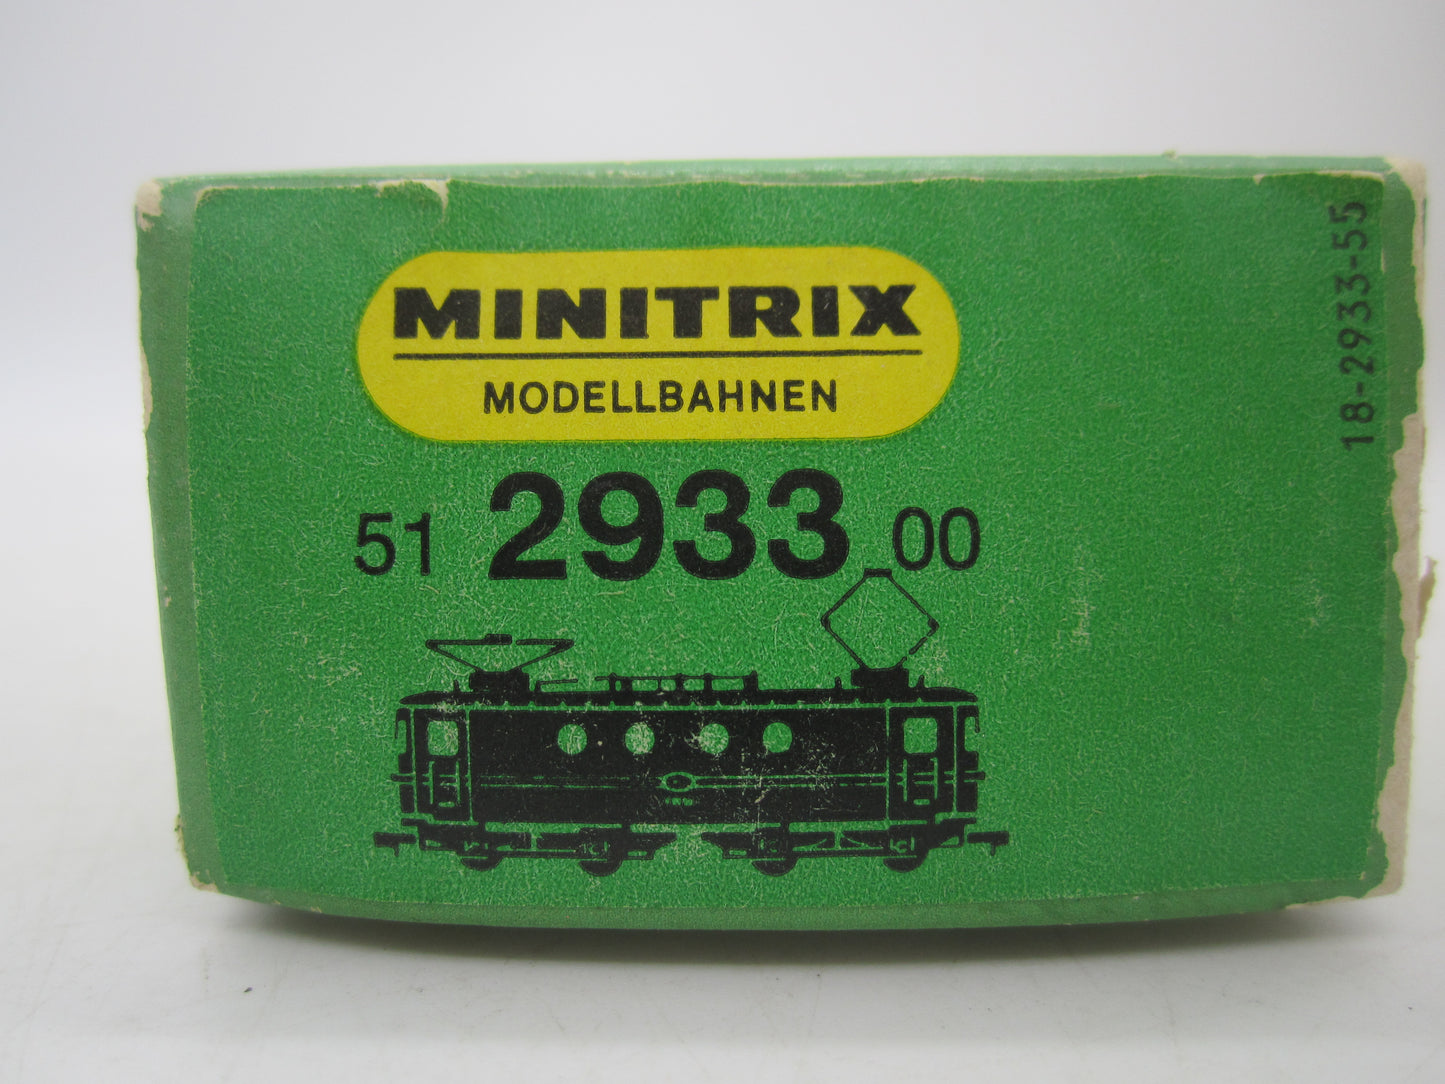 MINITRIX
MODELLBAHNEN
51 2933 00
18-2933-55